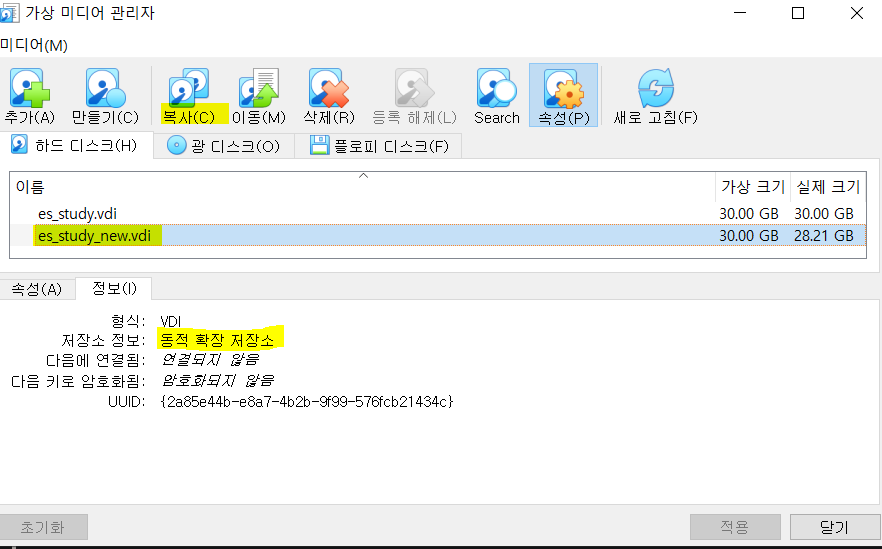 가상 미디어 관리자
미디어(M)
추가(A) 만들기(C) 복사(C) 이동(M) 삭제(R) 등록 해제(L) Search 속성(P) 새로 고침(F)
하드 디스크(H) 광 디스크(O) 플로피 디스크(F)
이름 가상 크기 실제 크기
es_study.vdi 30.00 GB 30.00 GB
es_study_new.vdi 30.00 GB 28.21 GB
속성(A) 정보(I)
형식: VDI
저장소 정보: 동적 확장 저장소
다음에 연결됨: 연결되지 않음
다음 키로 암호화됨: 암호화되지 않음
UUID: {2a85e44b-e8a7-4b2b-9f99-576fcb21434c}
초기화 적용 닫기